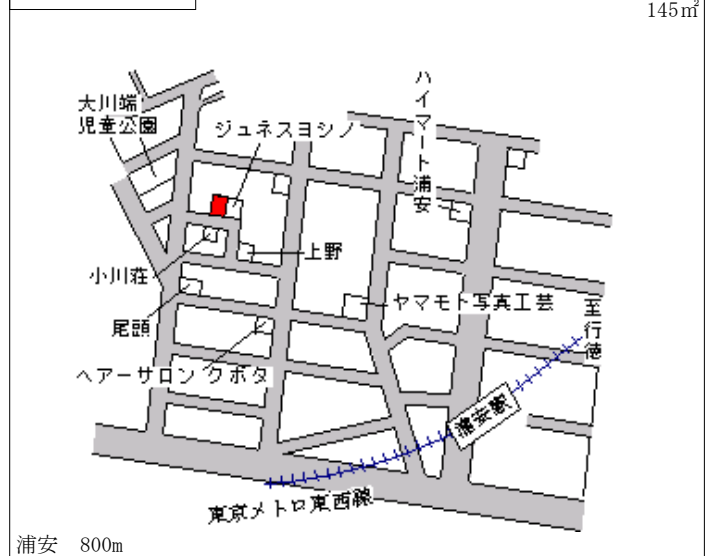 145㎡
ハイマート浦安
大川端
児童公園
ジュネスヨシノ
上野
小川荘
ヤマモト写真工芸
至行徳
尾頭
ヘアーサロン クボタ
浦安駅
東京メトロ東西線
浦安 800m